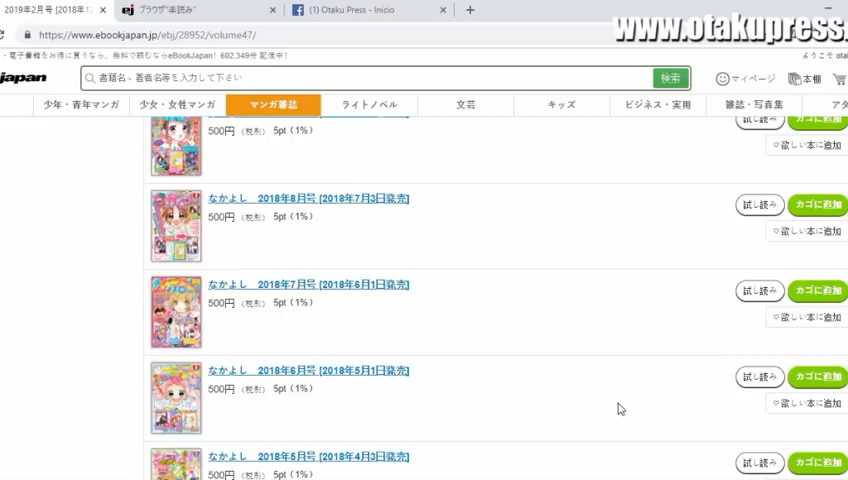 2019年2月号 [2018年1
ブラウザ"楽読み"
(1) Otaku Press - Inicio
https://www.ebookjapan.jp/ebj/28952/volume47/
www.otakupress.
・電子書籍をお得に買うなら、無料で読むならeBookJapan! 602,349冊 配信中!
ようこそ ota
japan
書籍名、著者名等を入力して下さい
検索
マイページ
本棚
少年・青年マンガ
少女・女性マンガ
マンガ雑誌
ライトノベル
文芸
キッズ
ビジネス・実用
雑誌・写真集
アダ
500円 (税別) 5pt (1%)
試し読み
カゴに追加
♡欲しい本に追加
なかよし 2018年8月号 [2018年7月3日発売]
500円 (税別) 5pt (1%)
試し読み
カゴに追加
♡欲しい本に追加
なかよし 2018年7月号 [2018年6月1日発売]
500円 (税別) 5pt (1%)
試し読み
カゴに追加
♡欲しい本に追加
なかよし 2018年6月号 [2018年5月1日発売]
500円 (税別) 5pt (1%)
試し読み
カゴに追加
♡欲しい本に追加
なかよし 2018年5月号 [2018年4月3日発売]
500円 (税別) 5pt (1%)
試し読み
カゴに追加